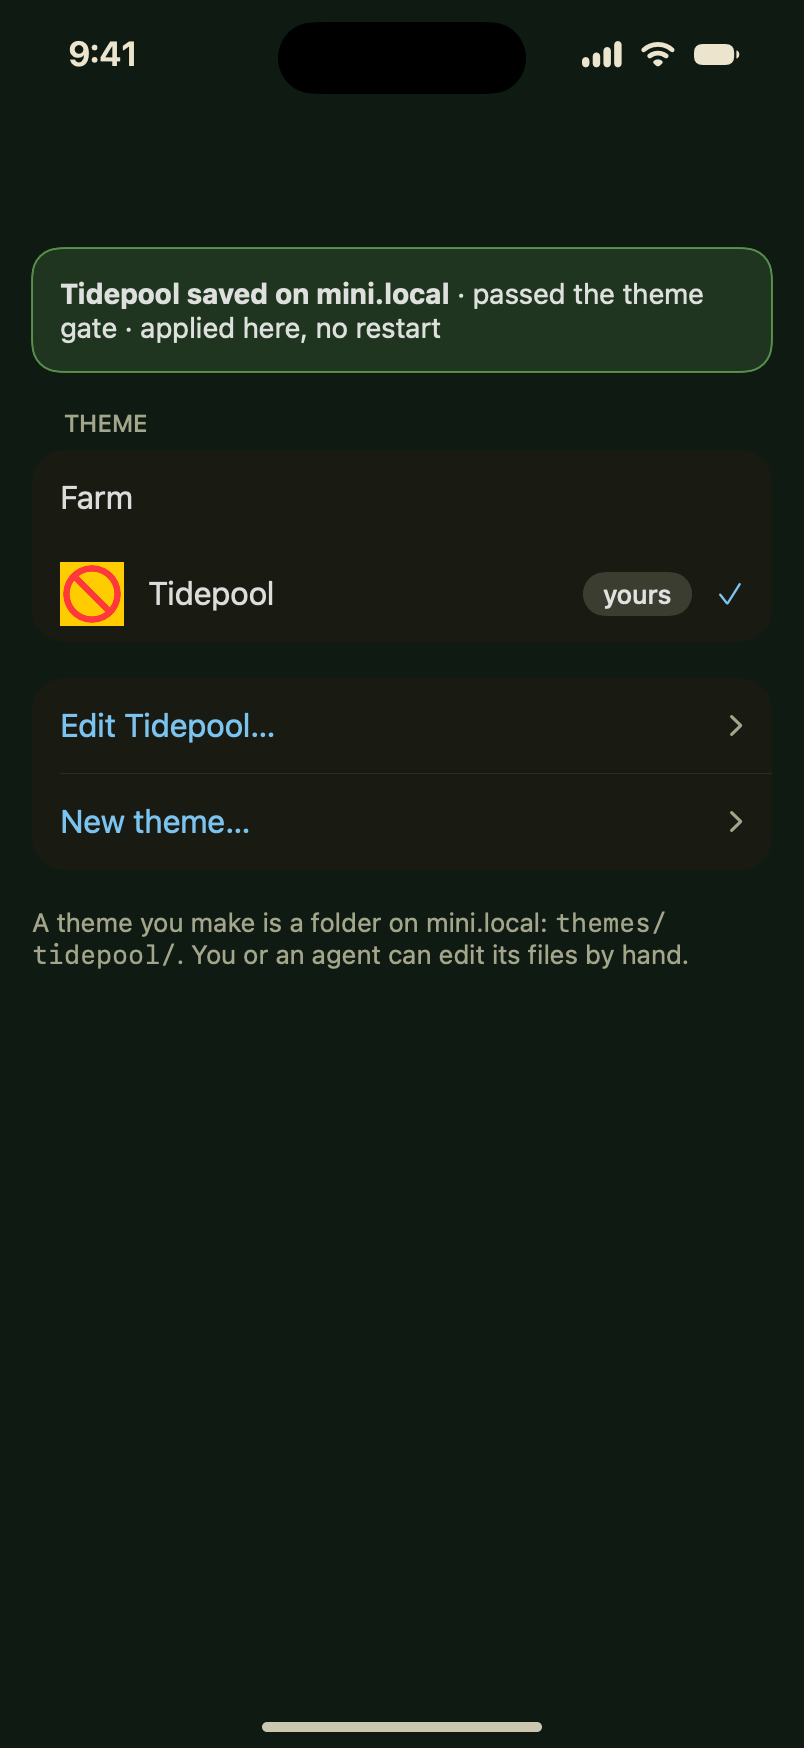 9:41
Tidepool saved on mini.local · passed the theme
gate · applied here, no restart
THEME
Farm
Tidepool yours
Edit Tidepool...
New theme...
A theme you make is a folder on mini.local: themes/
tidepool/. You or an agent can edit its files by hand.